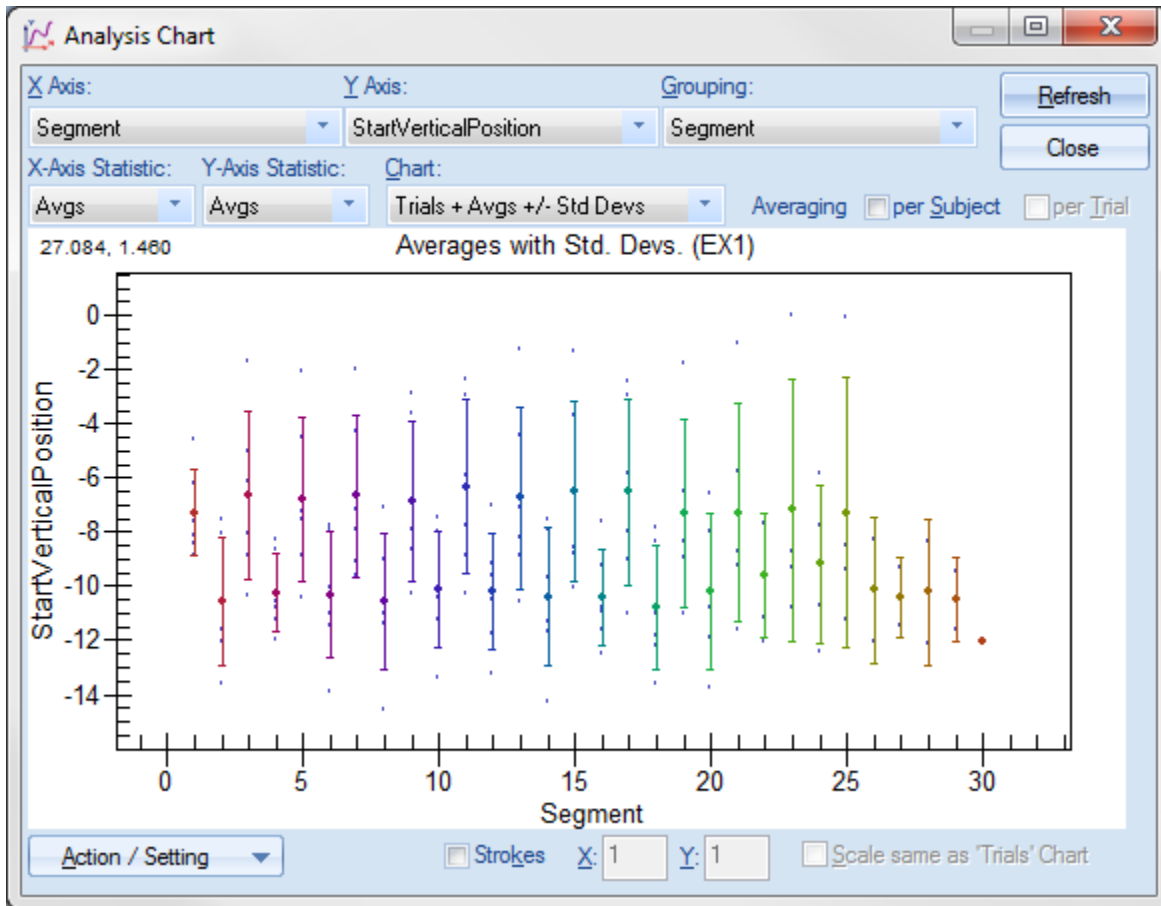 Analysis Chart
X Axis: Y Axis: Grouping:
Segment StartVerticalPosition Segment
Refresh
Close
X-Axis Statistic: Y-Axis Statistic: Chart:
Avgs Avgs Trials + Avgs +/- Std Devs Averaging per Subject per Trial
27.084, 1.460 Averages with Std. Devs. (EX1)
StartVerticalPosition
0
-2
-4
-6
-8
-10
-12
-14
0 5 10 15 20 25 30
Segment
Action / Setting Strokes X: 1 Y: 1 Scale same as 'Trials' Chart